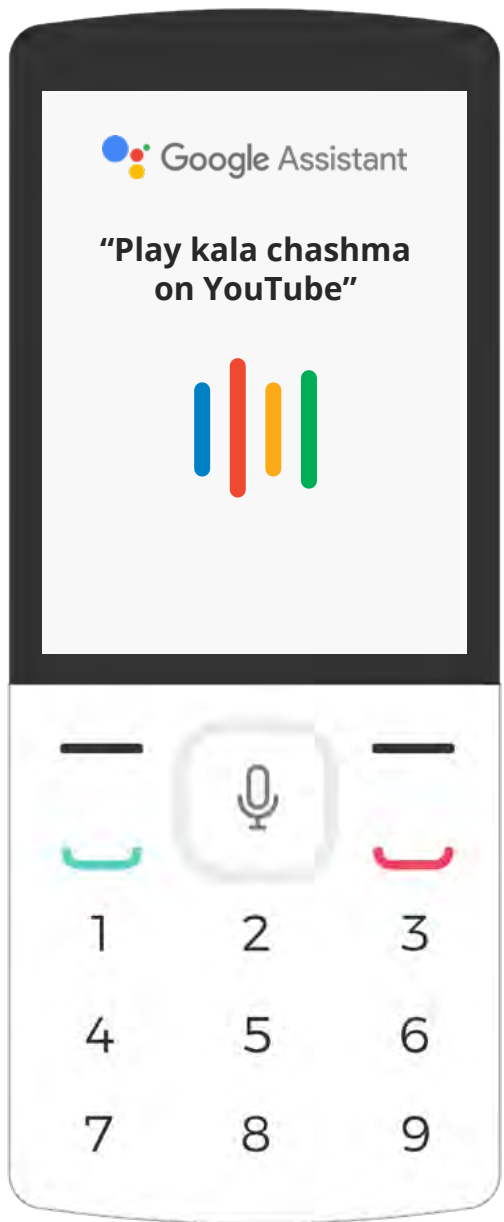 Google Assistant
“Play kala chashma
on YouTube”
1 2 3
4 5 6
7 8 9